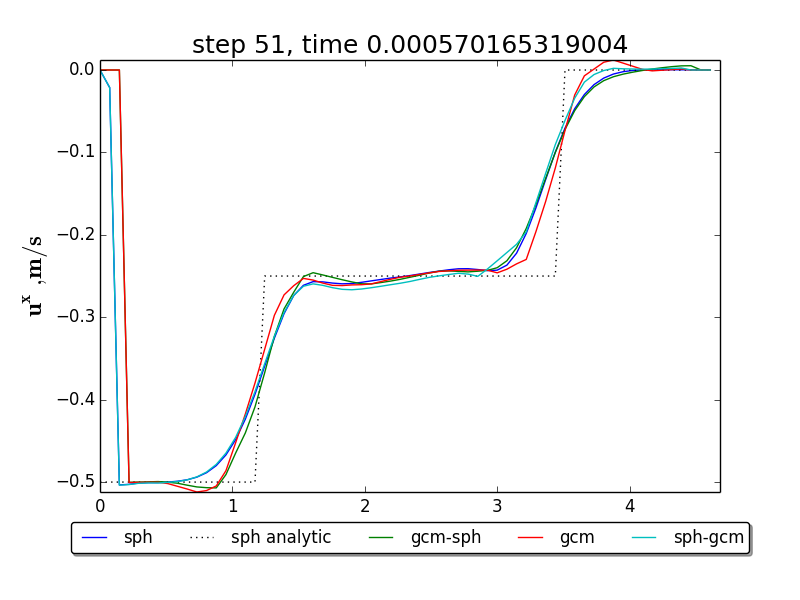 step 51, time 0.000570165319004
0.0
−0.1
−0.2
−0.3
−0.4
−0.5
u^x ,m/s
0 1 2 3 4
sph sph analytic gcm-sph gcm sph-gcm